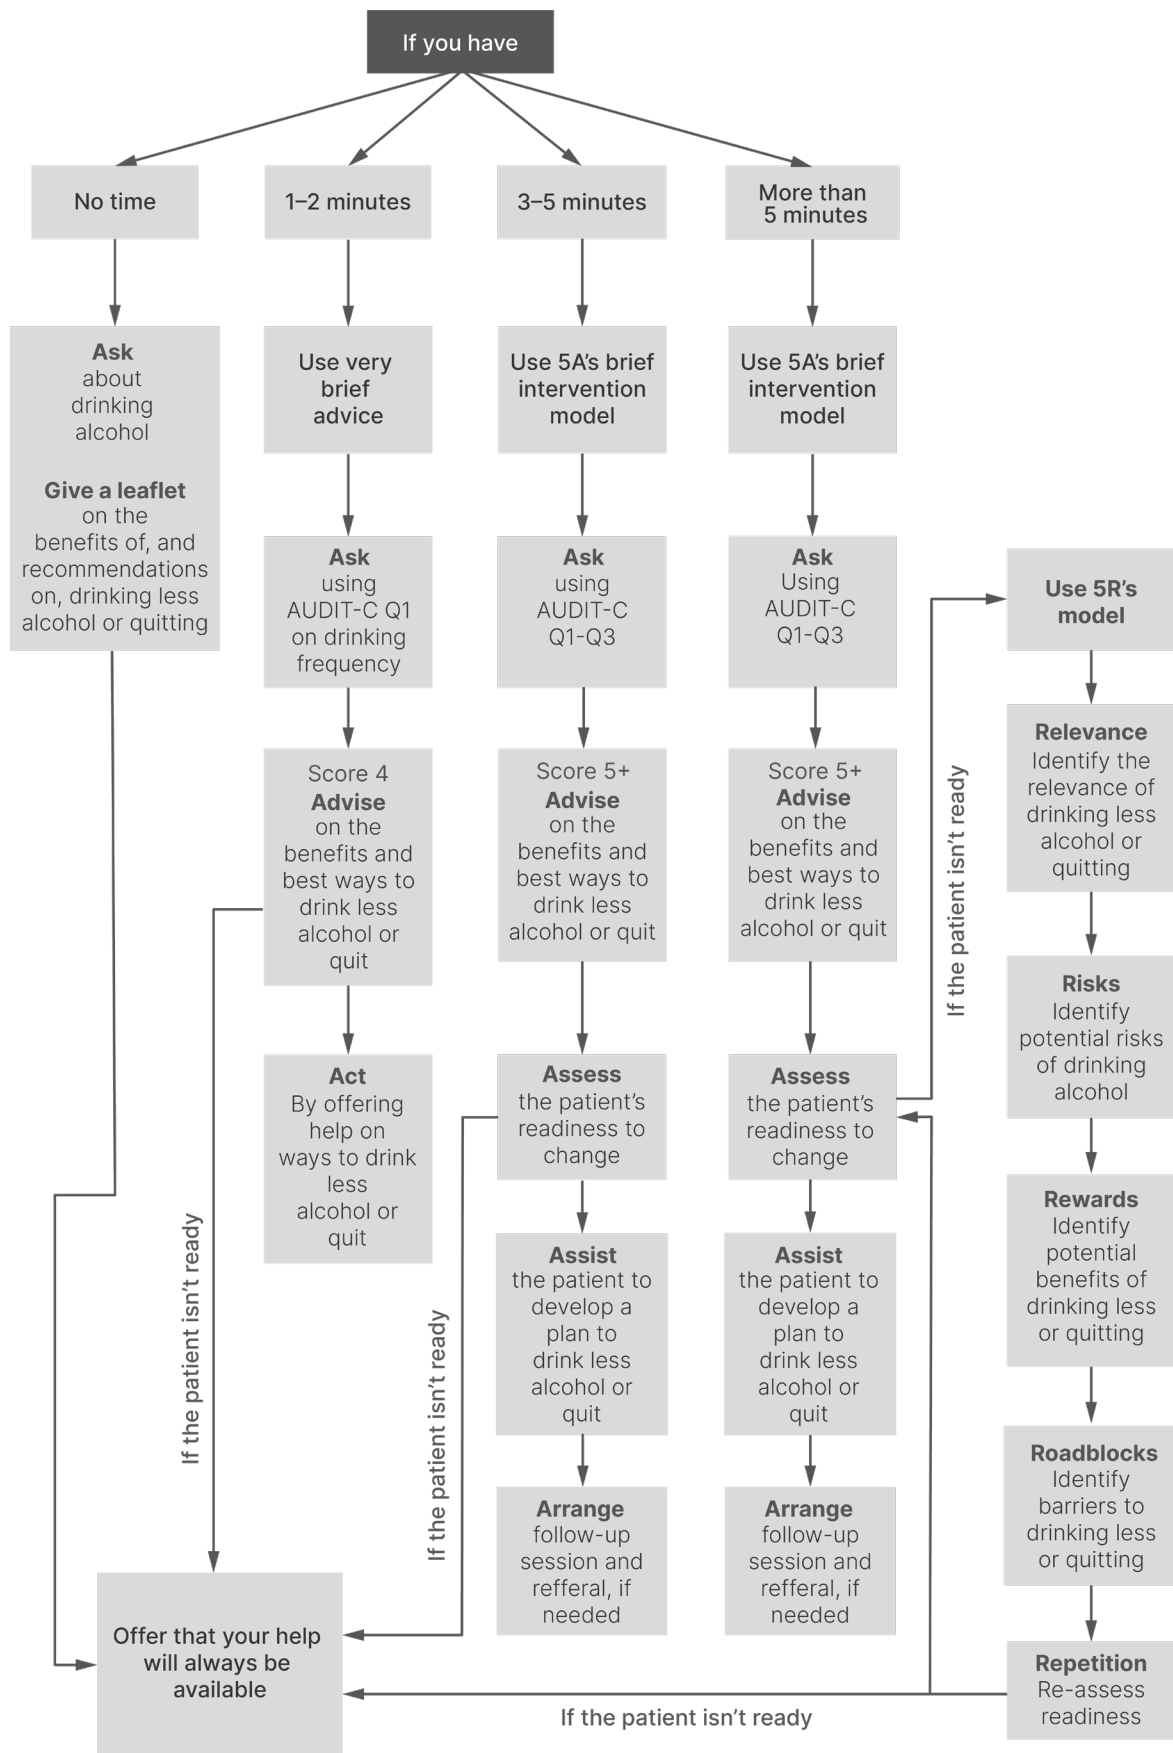 If you have
No time
1–2 minutes
3–5 minutes
More than
5 minutes
Ask
about
drinking
alcohol
Give a leaflet
on the
benefits of, and
recommendations
on, drinking less
alcohol or quitting
Use very
brief
advice
Ask
using
AUDIT-C Q1
on drinking
frequency
Score 4
Advise
on the
benefits and
best ways to
drink less
alcohol or
quit
Act
By offering
help on
ways to drink
less
alcohol or
quit
If the patient isn’t ready
Use 5A’s brief
intervention
model
Ask
using
AUDIT-C
Q1-Q3
Score 5+
Advise
on the
benefits and
best ways to
drink less
alcohol or quit
Assess
the patient’s
readiness to
change
Assist
the patient to
develop a
plan to
drink less
alcohol or
quit
Arrange
follow-up
session and
refferal, if
needed
If the patient isn’t ready
Use 5A’s brief
intervention
model
Ask
Using
AUDIT-C
Q1-Q3
Score 5+
Advise
on the
benefits and
best ways to
drink less
alcohol or quit
Assess
the patient’s
readiness to
change
Assist
the patient to
develop a
plan to
drink less
alcohol or
quit
Arrange
follow-up
session and
refferal, if
needed
If the patient isn’t ready
Use 5R’s
model
Relevance
Identify the
relevance of
drinking less
alcohol or
quitting
Risks
Identify
potential risks
of drinking
alcohol
Rewards
Identify
potential
benefits of
drinking less
or quitting
Roadblocks
Identify
barriers to
drinking less
or quitting
Repetition
Re-assess
readiness
If the patient isn’t ready
Offer that your help
will always be
available